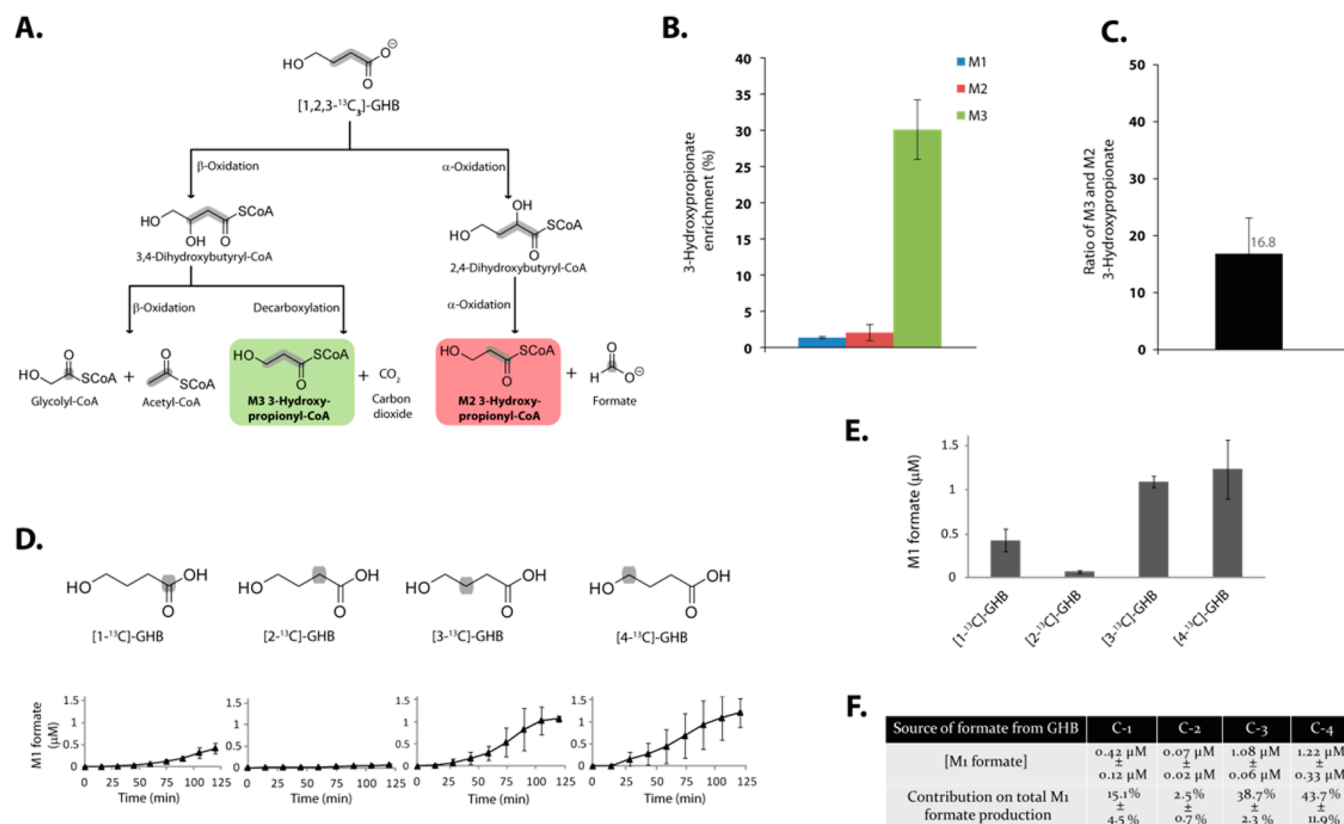 A.
HO
O⊖
O
[1,2,3-¹³C₃]-GHB
β-Oxidation
α-Oxidation
HO
SCoA
OH
O
3,4-Dihydroxybutyryl-CoA
OH
SCoA
HO
O
2,4-Dihydroxybutyryl-CoA
β-Oxidation
Decarboxylation
α-Oxidation
O
HO
SCoA
Glycolyl-CoA
+
O
SCoA
Acetyl-CoA
HO
SCoA
O
M3 3-Hydroxy-
propionyl-CoA
+
CO₂
Carbon
dioxide
HO
SCoA
O
M2 3-Hydroxy-
propionyl-CoA
+
O
H
O⊖
Formate
B.
3-Hydroxypropionate
enrichment (%)
40
35
30
25
20
15
10
5
0
M1
M2
M3
C.
Ratio of M3 and M2
3-Hydroxypropionate
50
40
30
20
10
0
16.8
D.
HO
OH
O
[1-¹³C]-GHB
HO
OH
O
[2-¹³C]-GHB
HO
OH
O
[3-¹³C]-GHB
HO
OH
O
[4-¹³C]-GHB
M1 formate
(μM)
1.5
1
0.5
0
0 25 50 75 100 125
Time (min)
1.5
1
0.5
0
0 25 50 75 100 125
Time (min)
1.5
1
0.5
0
0 25 50 75 100 125
Time (min)
1.5
1
0.5
0
0 25 50 75 100 125
Time (min)
E.
M1 formate (μM)
1.5
1
0.5
0
[1-¹³C]-GHB
[2-¹³C]-GHB
[3-¹³C]-GHB
[4-¹³C]-GHB
F.
Source of formate from GHB C-1 C-2 C-3 C-4
[M1 formate] 0.42 μM ± 0.12 μM 0.07 μM ± 0.02 μM 1.08 μM ± 0.06 μM 1.22 μM ± 0.33 μM
Contribution on total M1
formate production 15.1% ± 4.5 % 2.5% ± 0.7 % 38.7% ± 2.3 % 43.7% ± 11.9%